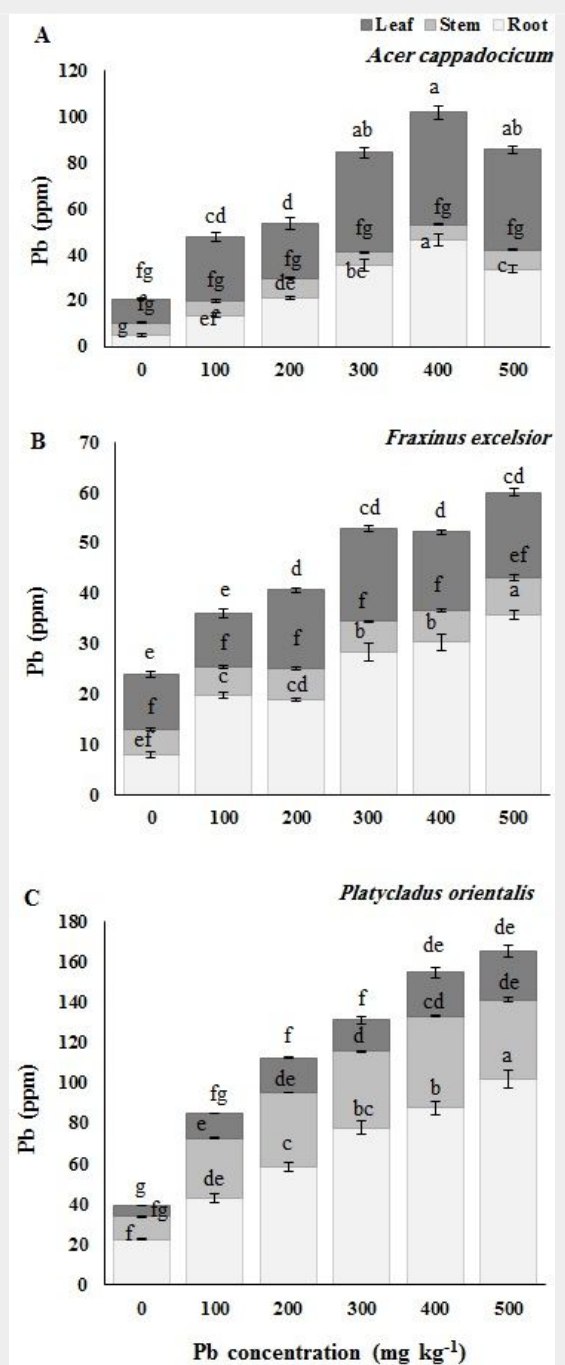 Leaf Stem Root
A
Acer cappadocicum
120
100
80
60
40
20
0
Pb (ppm)
fg
fg
g
cd
fg
ef
d
fg
de
ab
fg
bc
a
fg
a
ab
fg
c
0 100 200 300 400 500
B
Fraxinus excelsior
70
60
50
40
30
20
10
0
Pb (ppm)
e
f
ef
e
f
c
d
f
cd
cd
f
b
d
f
b
cd
ef
a
0 100 200 300 400 500
C
Platycladus orientalis
180
160
140
120
100
80
60
40
20
0
Pb (ppm)
g
fg
f
fg
e
de
f
de
c
f
d
bc
de
cd
b
de
de
a
0 100 200 300 400 500
Pb concentration (mg kg⁻¹)